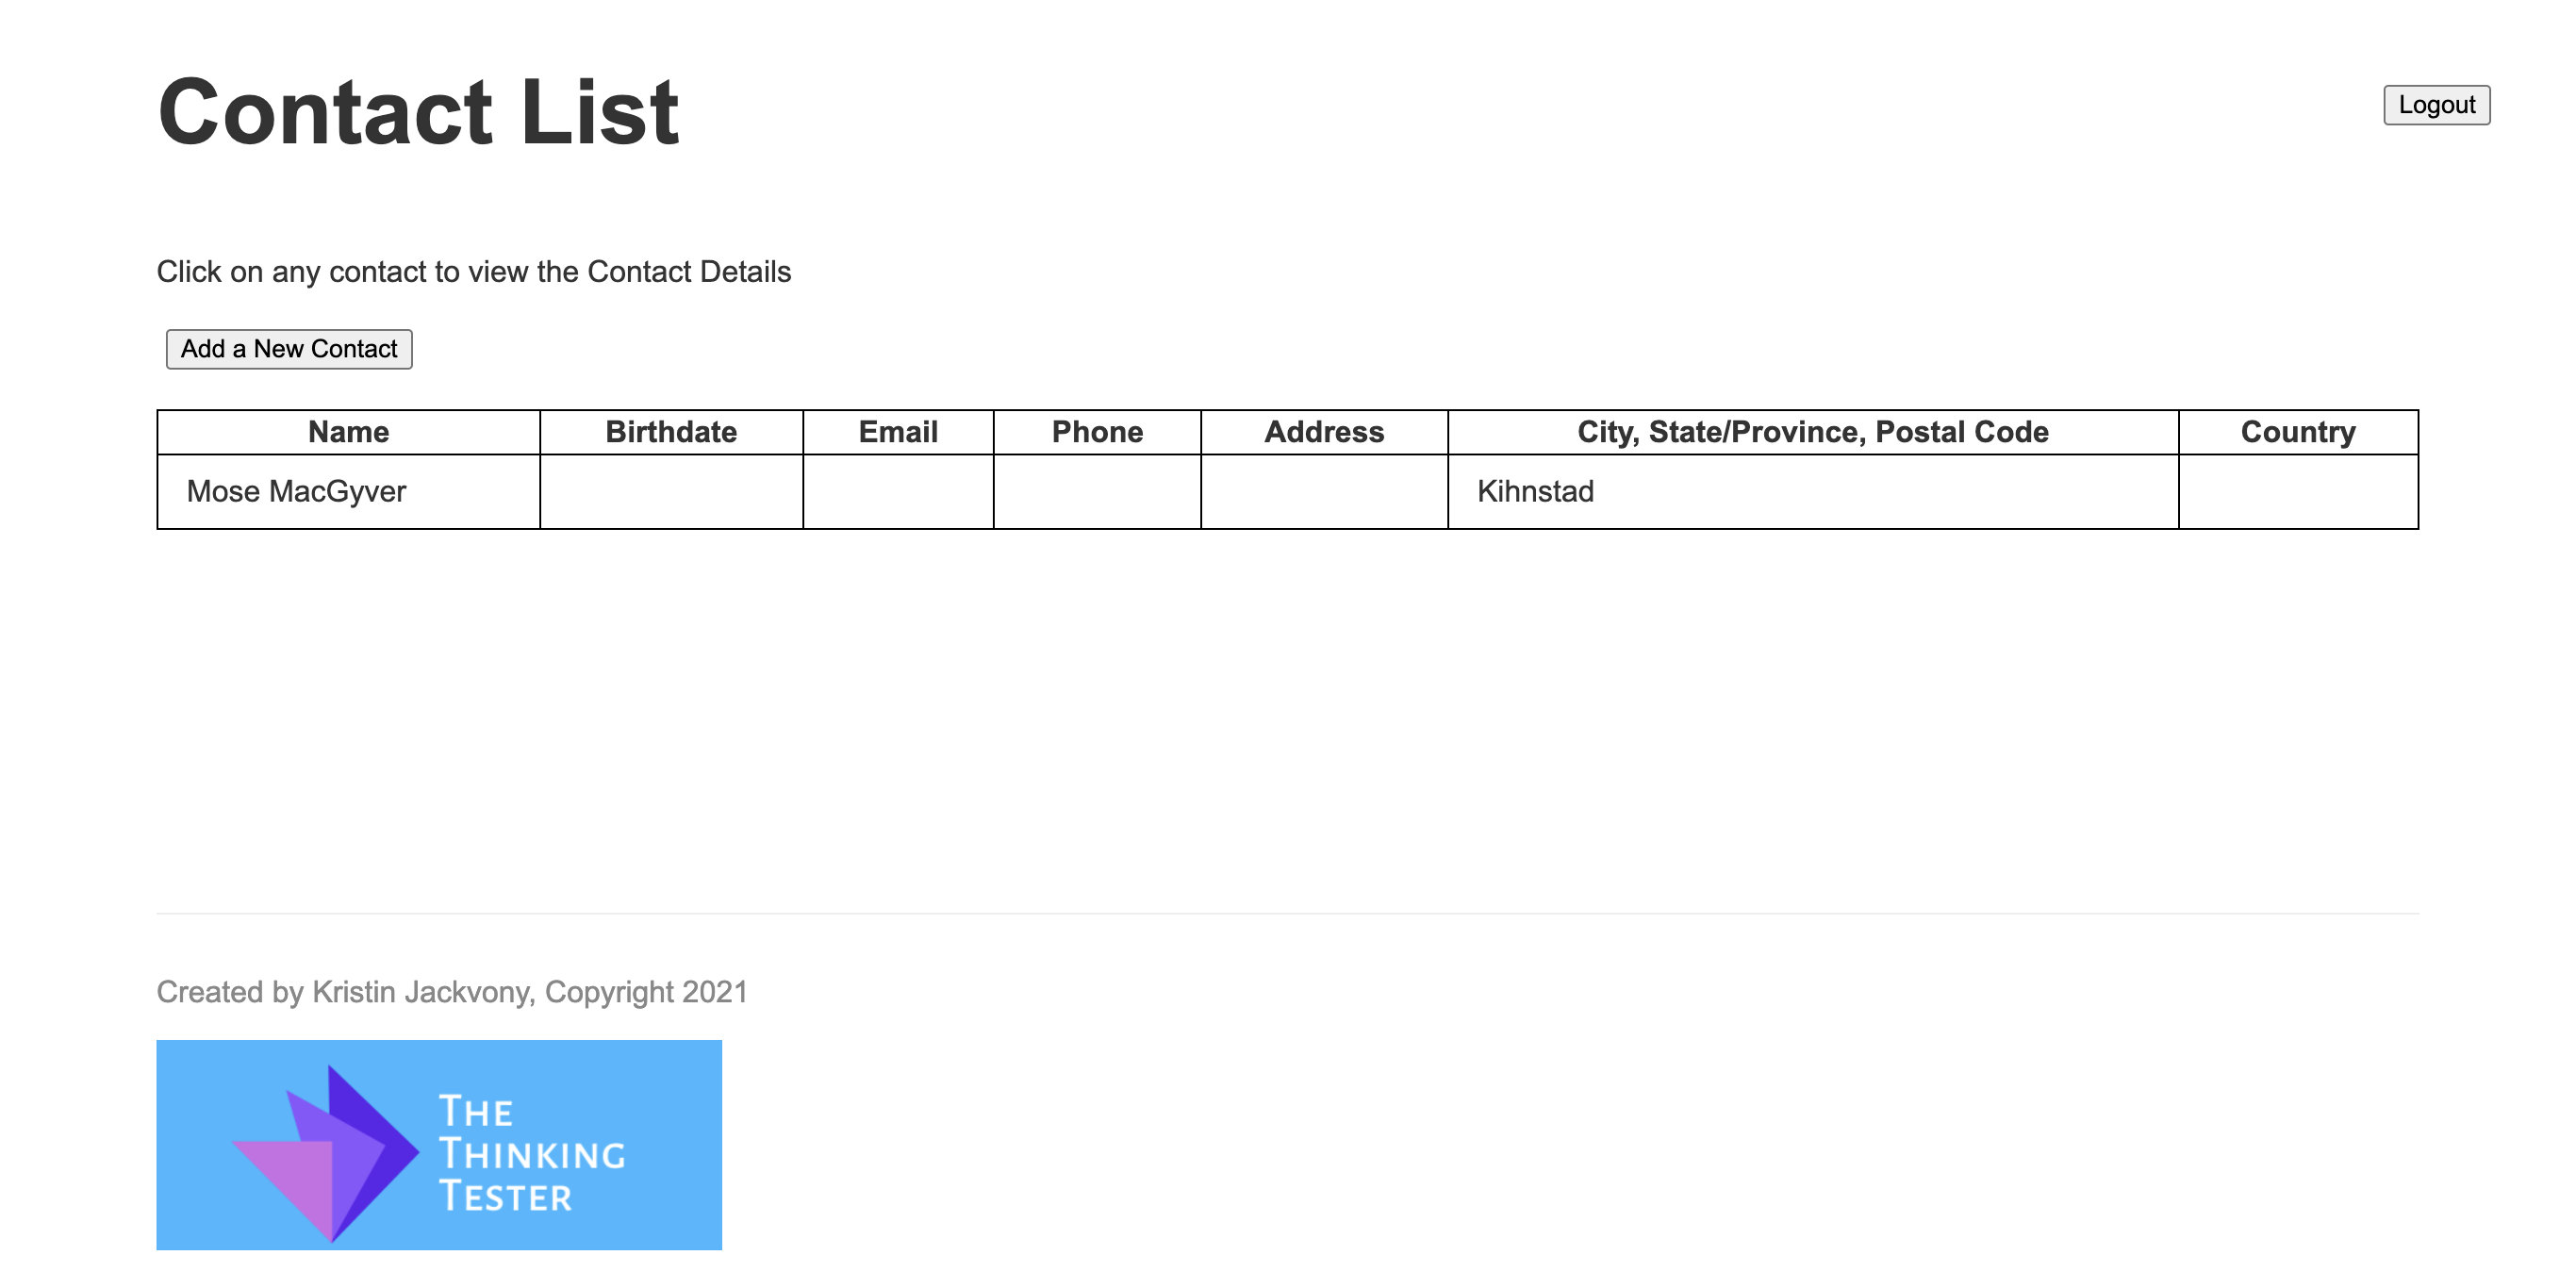 Contact List
Logout
Click on any contact to view the Contact Details
Add a New Contact
Name Birthdate Email Phone Address City, State/Province, Postal Code Country
Mose MacGyver Kihnstad
Created by Kristin Jackvony, Copyright 2021
THE
THINKING
TESTER